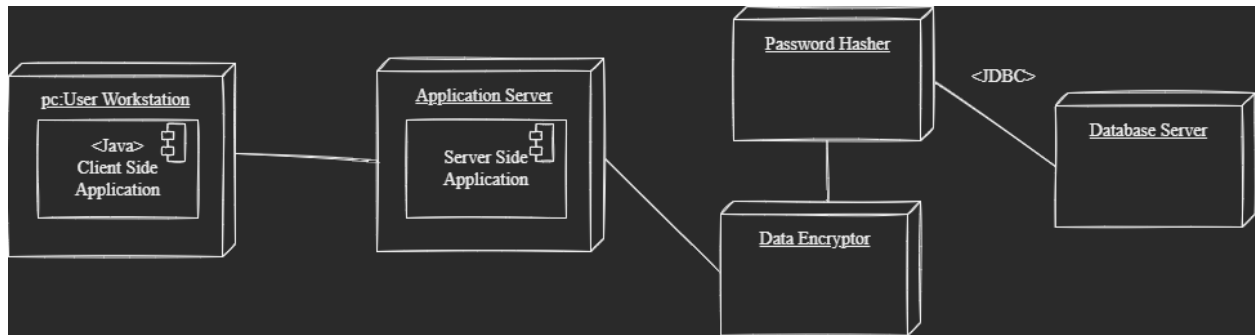 pc:User Workstation
<Java>
Client Side
Application
Application Server
Server Side
Application
Password Hasher
<JDBC>
Database Server
Data Encryptor